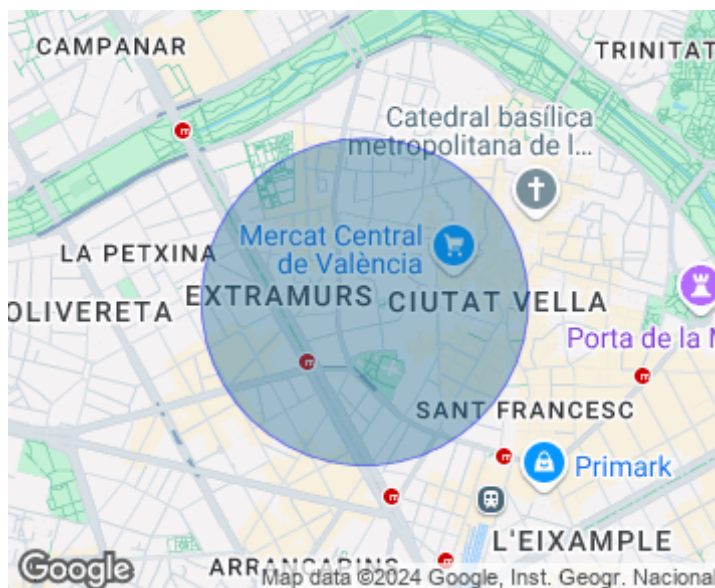 CAMPANAR
TRINITAT
Catedral basílica
metropolitana de l...
Mercat Central
de València
LA PETXINA
OLIVERETA
EXTRAMURS
CIUTAT VELLA
Porta de la M
SANT FRANCESC
Primark
L'EIXAMPLE
ARRANCAPINS
Google
Map data ©2024 Google, Inst. Geogr. Nacional